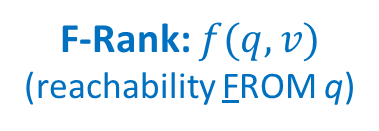 F-Rank: f(q, v)
(reachability FROM q)